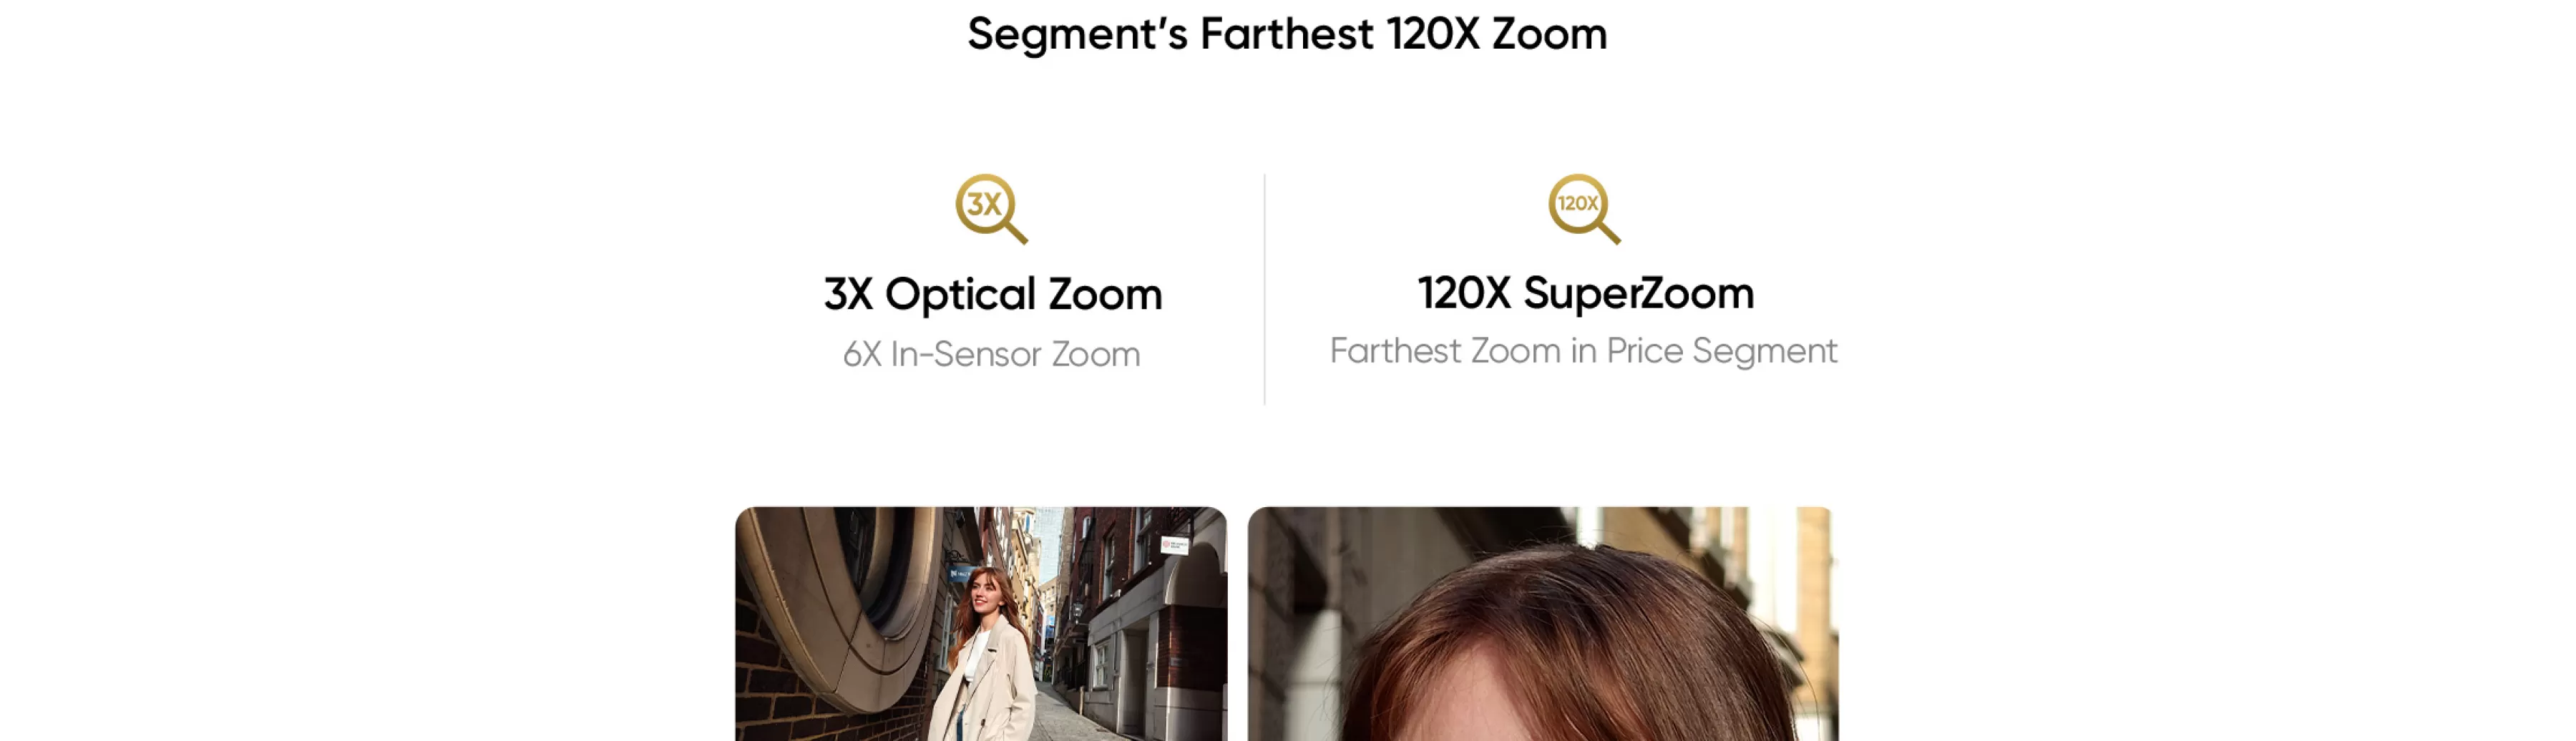 Segment’s Farthest 120X Zoom
3X
120X
3X Optical Zoom
120X SuperZoom
6X In-Sensor Zoom
Farthest Zoom in Price Segment